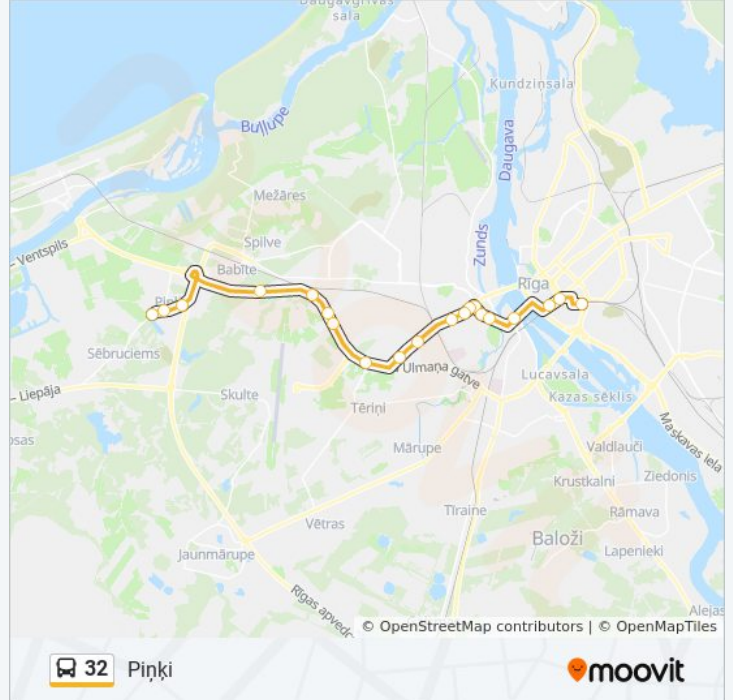 Daugavgrīvas
sala
Kundziņsala
Buļļupe
Daugava
Mežāres
Zunds
Ventspils
Spilve
Babīte
Rīga
Piņķi
Sēbruciems
Ulmaņa gatve
Lucavsala
Liepāja
Skulte
Kazas sēklis
Tēriņi
Maskavas iela
Mārupe
Valdlauči
Ziedonis
Krustkalni
Tīraine
Rāmava
Vētras
Baloži
Lapenieki
Jaunmārupe
Rīgas apvedc
Alejas
© OpenStreetMap contributors | © OpenMapTiles
32 Piņķi
moovit